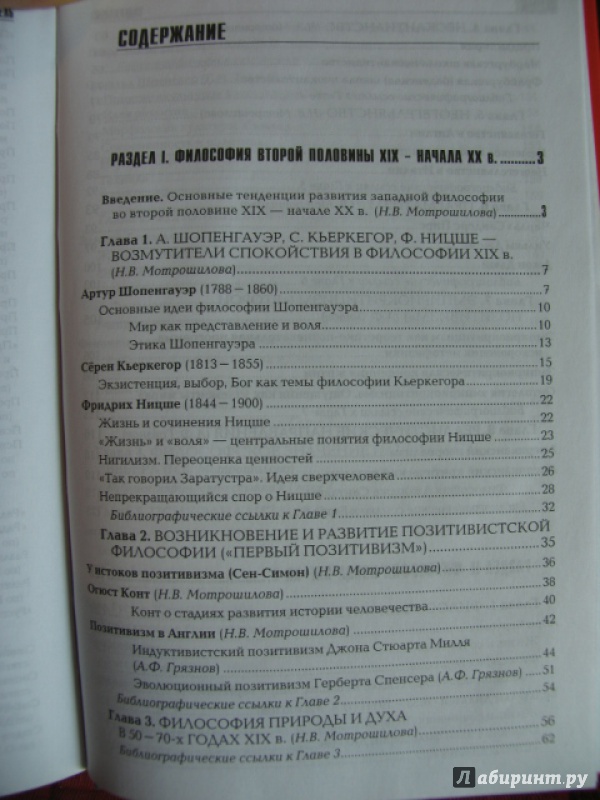 СОДЕРЖАНИЕ
РАЗДЕЛ I. ФИЛОСОФИЯ ВТОРОЙ ПОЛОВИНЫ XIX – НАЧАЛА XX в. ..........3
Введение. Основные тенденции развития западной философии
во второй половине XIX — начале XX в. (Н.В. Мотрошилова) ..........3
Глава 1. А. ШОПЕНГАУЭР, С. КЬЕРКЕГОР, Ф. НИЦШЕ —
ВОЗМУТИТЕЛИ СПОКОЙСТВИЯ В ФИЛОСОФИИ XIX в.
(Н.В. Мотрошилова) ..........7
Артур Шопенгауэр (1788 – 1860) ..........7
Основные идеи философии Шопенгауэра ..........10
Мир как представление и воля ..........10
Этика Шопенгауэра ..........13
Сёрен Кьеркегор (1813 – 1855) ..........15
Экзистенция, выбор, Бог как темы философии Кьеркегора ..........19
Фридрих Ницше (1844 – 1900) ..........22
Жизнь и сочинения Ницше ..........22
«Жизнь» и «воля» — центральные понятия философии Ницше ..........23
Нигилизм. Переоценка ценностей ..........25
«Так говорил Заратустра». Идея сверхчеловека ..........26
Непрекращающийся спор о Ницше ..........28
Библиографические ссылки к Главе 1 ..........32
Глава 2. ВОЗНИКНОВЕНИЕ И РАЗВИТИЕ ПОЗИТИВИСТСКОЙ
ФИЛОСОФИИ («ПЕРВЫЙ ПОЗИТИВИЗМ») ..........35
У истоков позитивизма (Сен-Симон) (Н.В. Мотрошилова) ..........36
Огюст Конт (Н.В. Мотрошилова) ..........38
Конт о стадиях развития истории человечества ..........40
Позитивизм в Англии (Н.В. Мотрошилова) ..........42
Индуктивистский позитивизм Джона Стюарта Милля
(А.Ф. Грязнов) ..........44
Эволюционный позитивизм Герберта Спенсера (А.Ф. Грязнов) ..........51
Библиографические ссылки к Главе 2 ..........54
Глава 3. ФИЛОСОФИЯ ПРИРОДЫ И ДУХА
В 50 – 70-х ГОДАХ XIX в. (Н.В. Мотрошилова) ..........56
Библиографические ссылки к Главе 3 ..........62
Лабиринт.ру